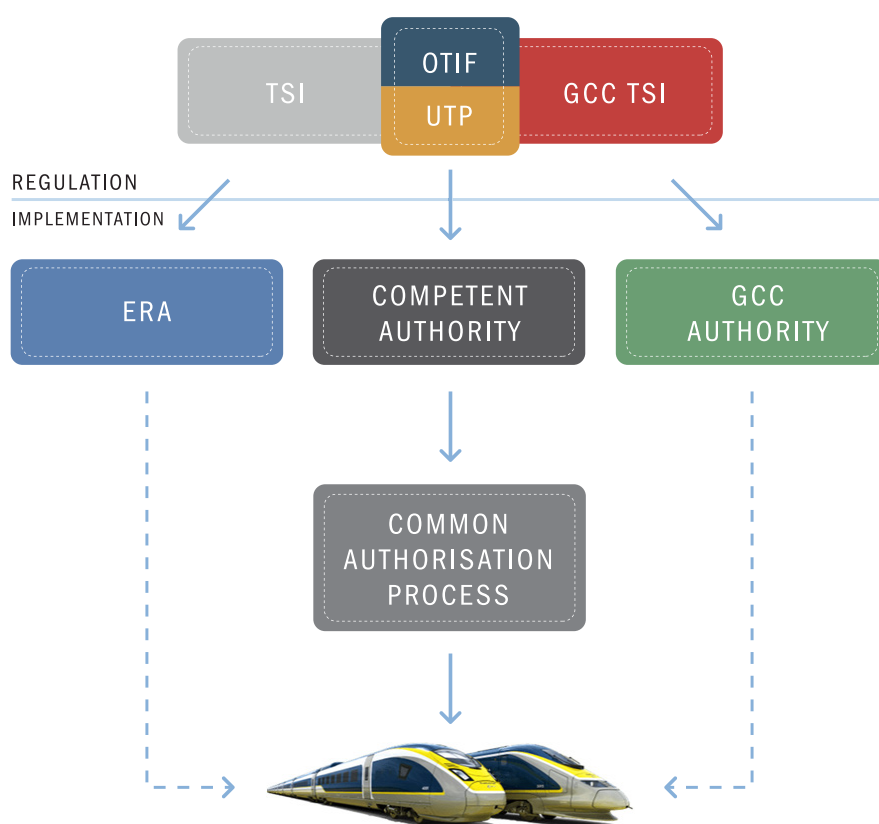 TSI
OTIF
UTP
GCC TSI
REGULATION
IMPLEMENTATION
ERA
COMPETENT
AUTHORITY
GCC
AUTHORITY
COMMON
AUTHORISATION
PROCESS